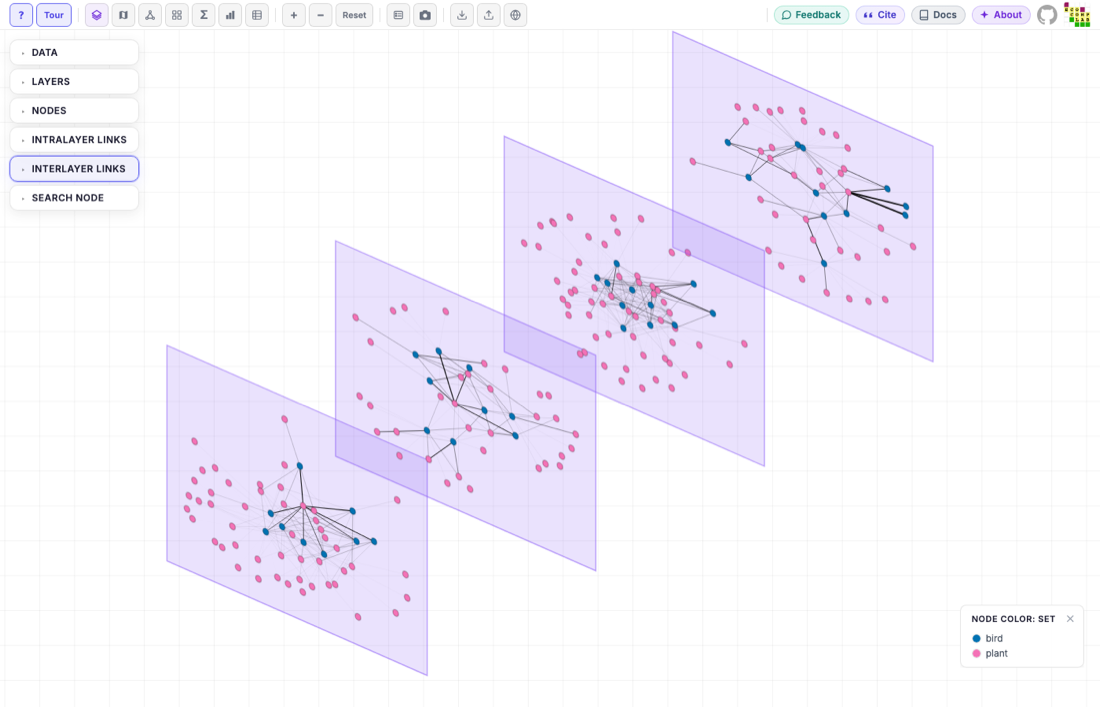 ?
Tour
Σ
+
−
Reset
Feedback
Cite
Docs
About
DATA
LAYERS
NODES
INTRALAYER LINKS
INTERLAYER LINKS
SEARCH NODE
NODE COLOR: SET
bird
plant